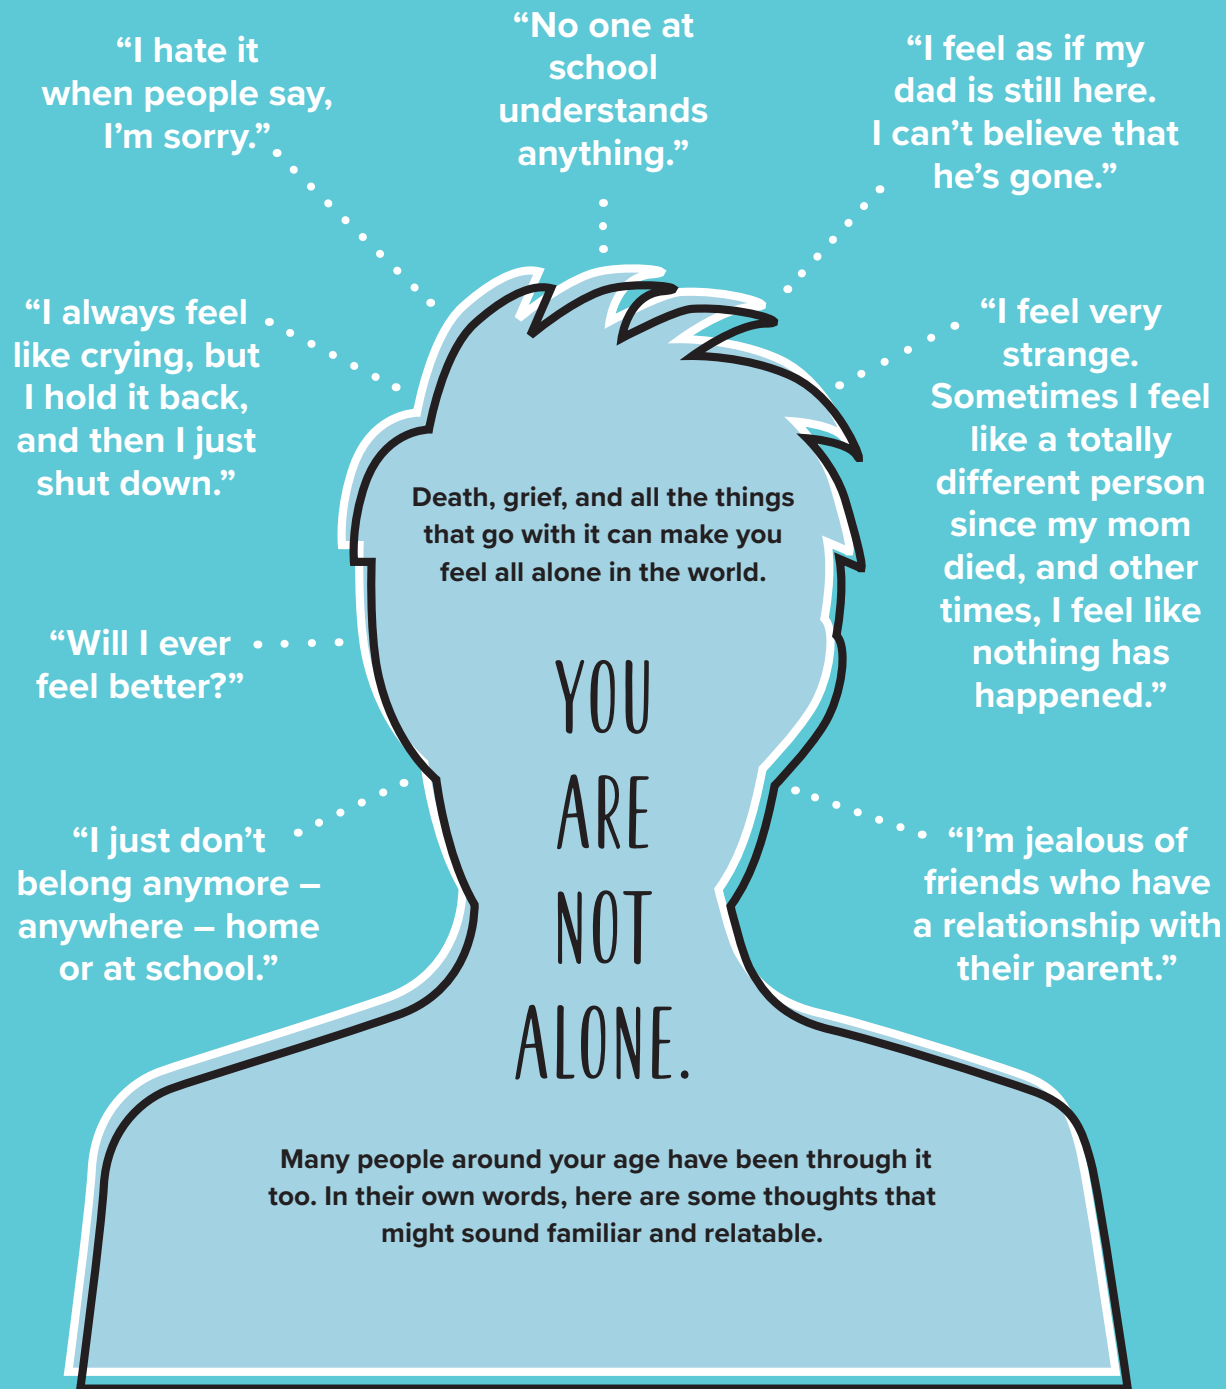 “I hate it
when people say,
I’m sorry.”
“No one at
school
understands
anything.”
“I feel as if my
dad is still here.
I can’t believe that
he’s gone.”
“I always feel
like crying, but
I hold it back,
and then I just
shut down.”
“I feel very
strange.
Sometimes I feel
like a totally
different person
since my mom
died, and other
times, I feel like
nothing has
happened.”
“Will I ever
feel better?”
“I just don’t
belong anymore –
anywhere – home
or at school.”
“I’m jealous of
friends who have
a relationship with
their parent.”
Death, grief, and all the things
that go with it can make you
feel all alone in the world.
YOU
ARE
NOT
ALONE.
Many people around your age have been through it
too. In their own words, here are some thoughts that
might sound familiar and relatable.